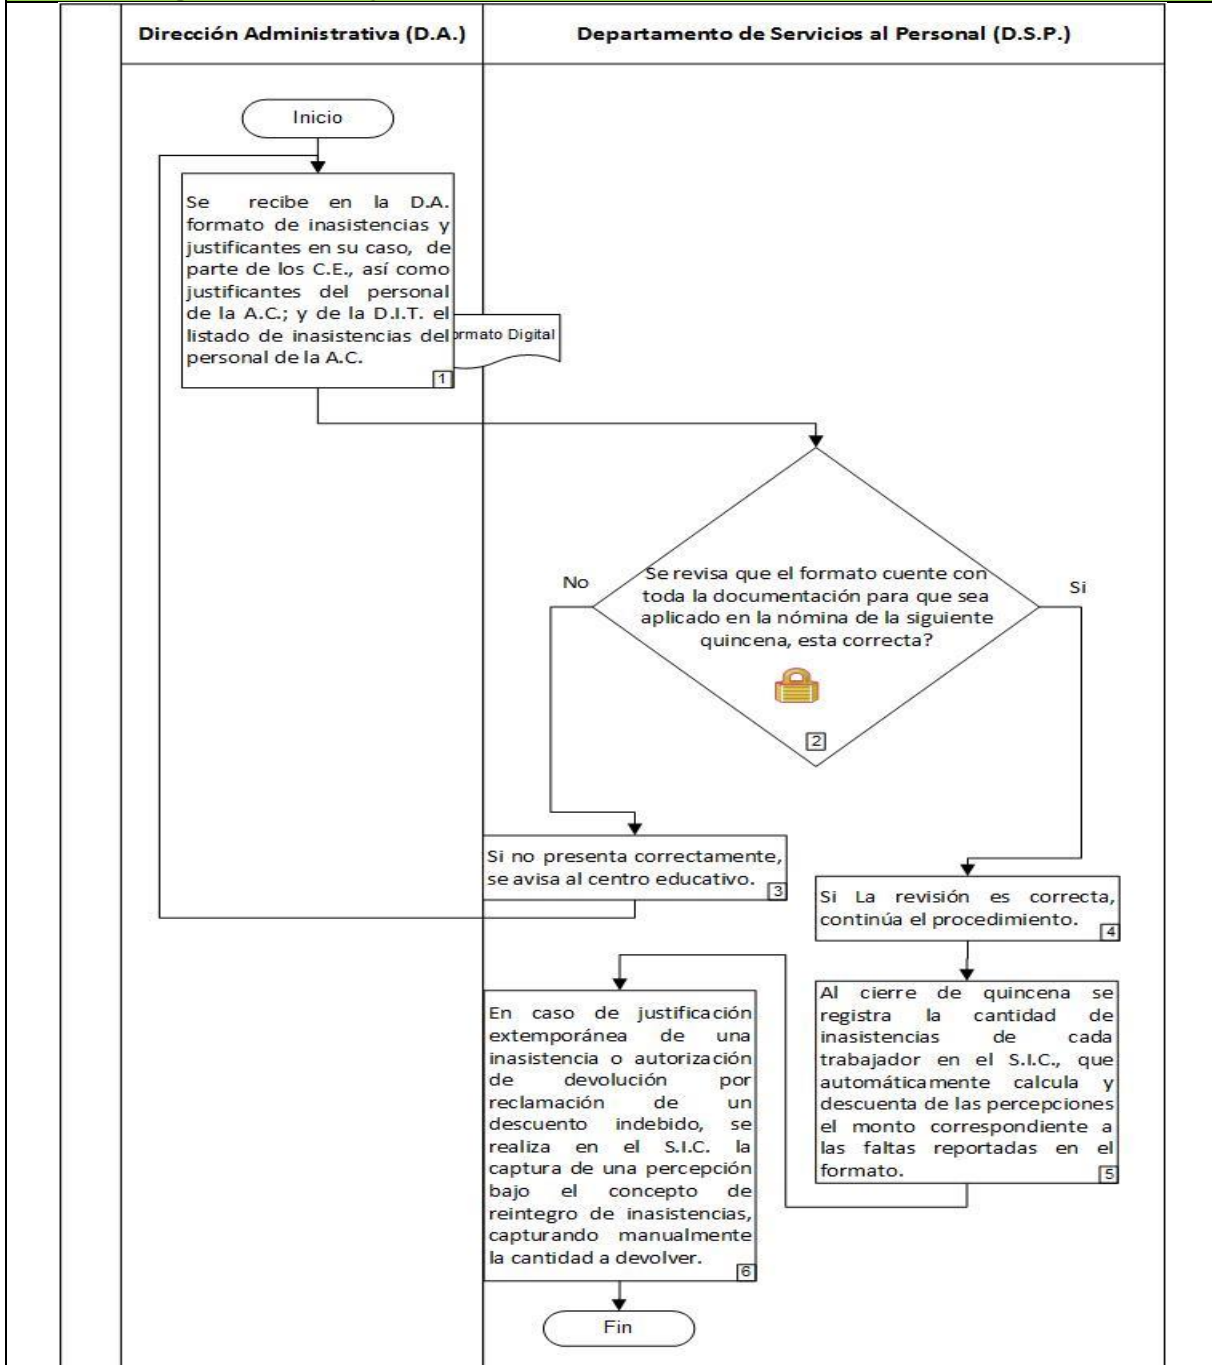 Dirección Administrativa (D.A.)
Departamento de Servicios al Personal (D.S.P.)
Inicio
Se recibe en la D.A.
formato de inasistencias y
justificantes en su caso, de
parte de los C.E., así como
justificantes del personal
de la A.C.; y de la D.I.T. el
listado de inasistencias del
personal de la A.C.
1
ormato Digital
Se revisa que el formato cuente con
toda la documentación para que sea
aplicado en la nómina de la siguiente
quincena, esta correcta?
2
No
Si
Si no presenta correctamente,
se avisa al centro educativo.
3
Si La revisión es correcta,
continúa el procedimiento.
4
Al cierre de quincena se
registra la cantidad de
inasistencias de cada
trabajador en el S.I.C., que
automáticamente calcula y
descuenta de las percepciones
el monto correspondiente a
las faltas reportadas en el
formato.
5
En caso de justificación
extemporánea de una
inasistencia o autorización
de devolución por
reclamación de un
descuento indebido, se
realiza en el S.I.C. la
captura de una percepción
bajo el concepto de
reintegro de inasistencias,
capturando manualmente
la cantidad a devolver.
6
Fin